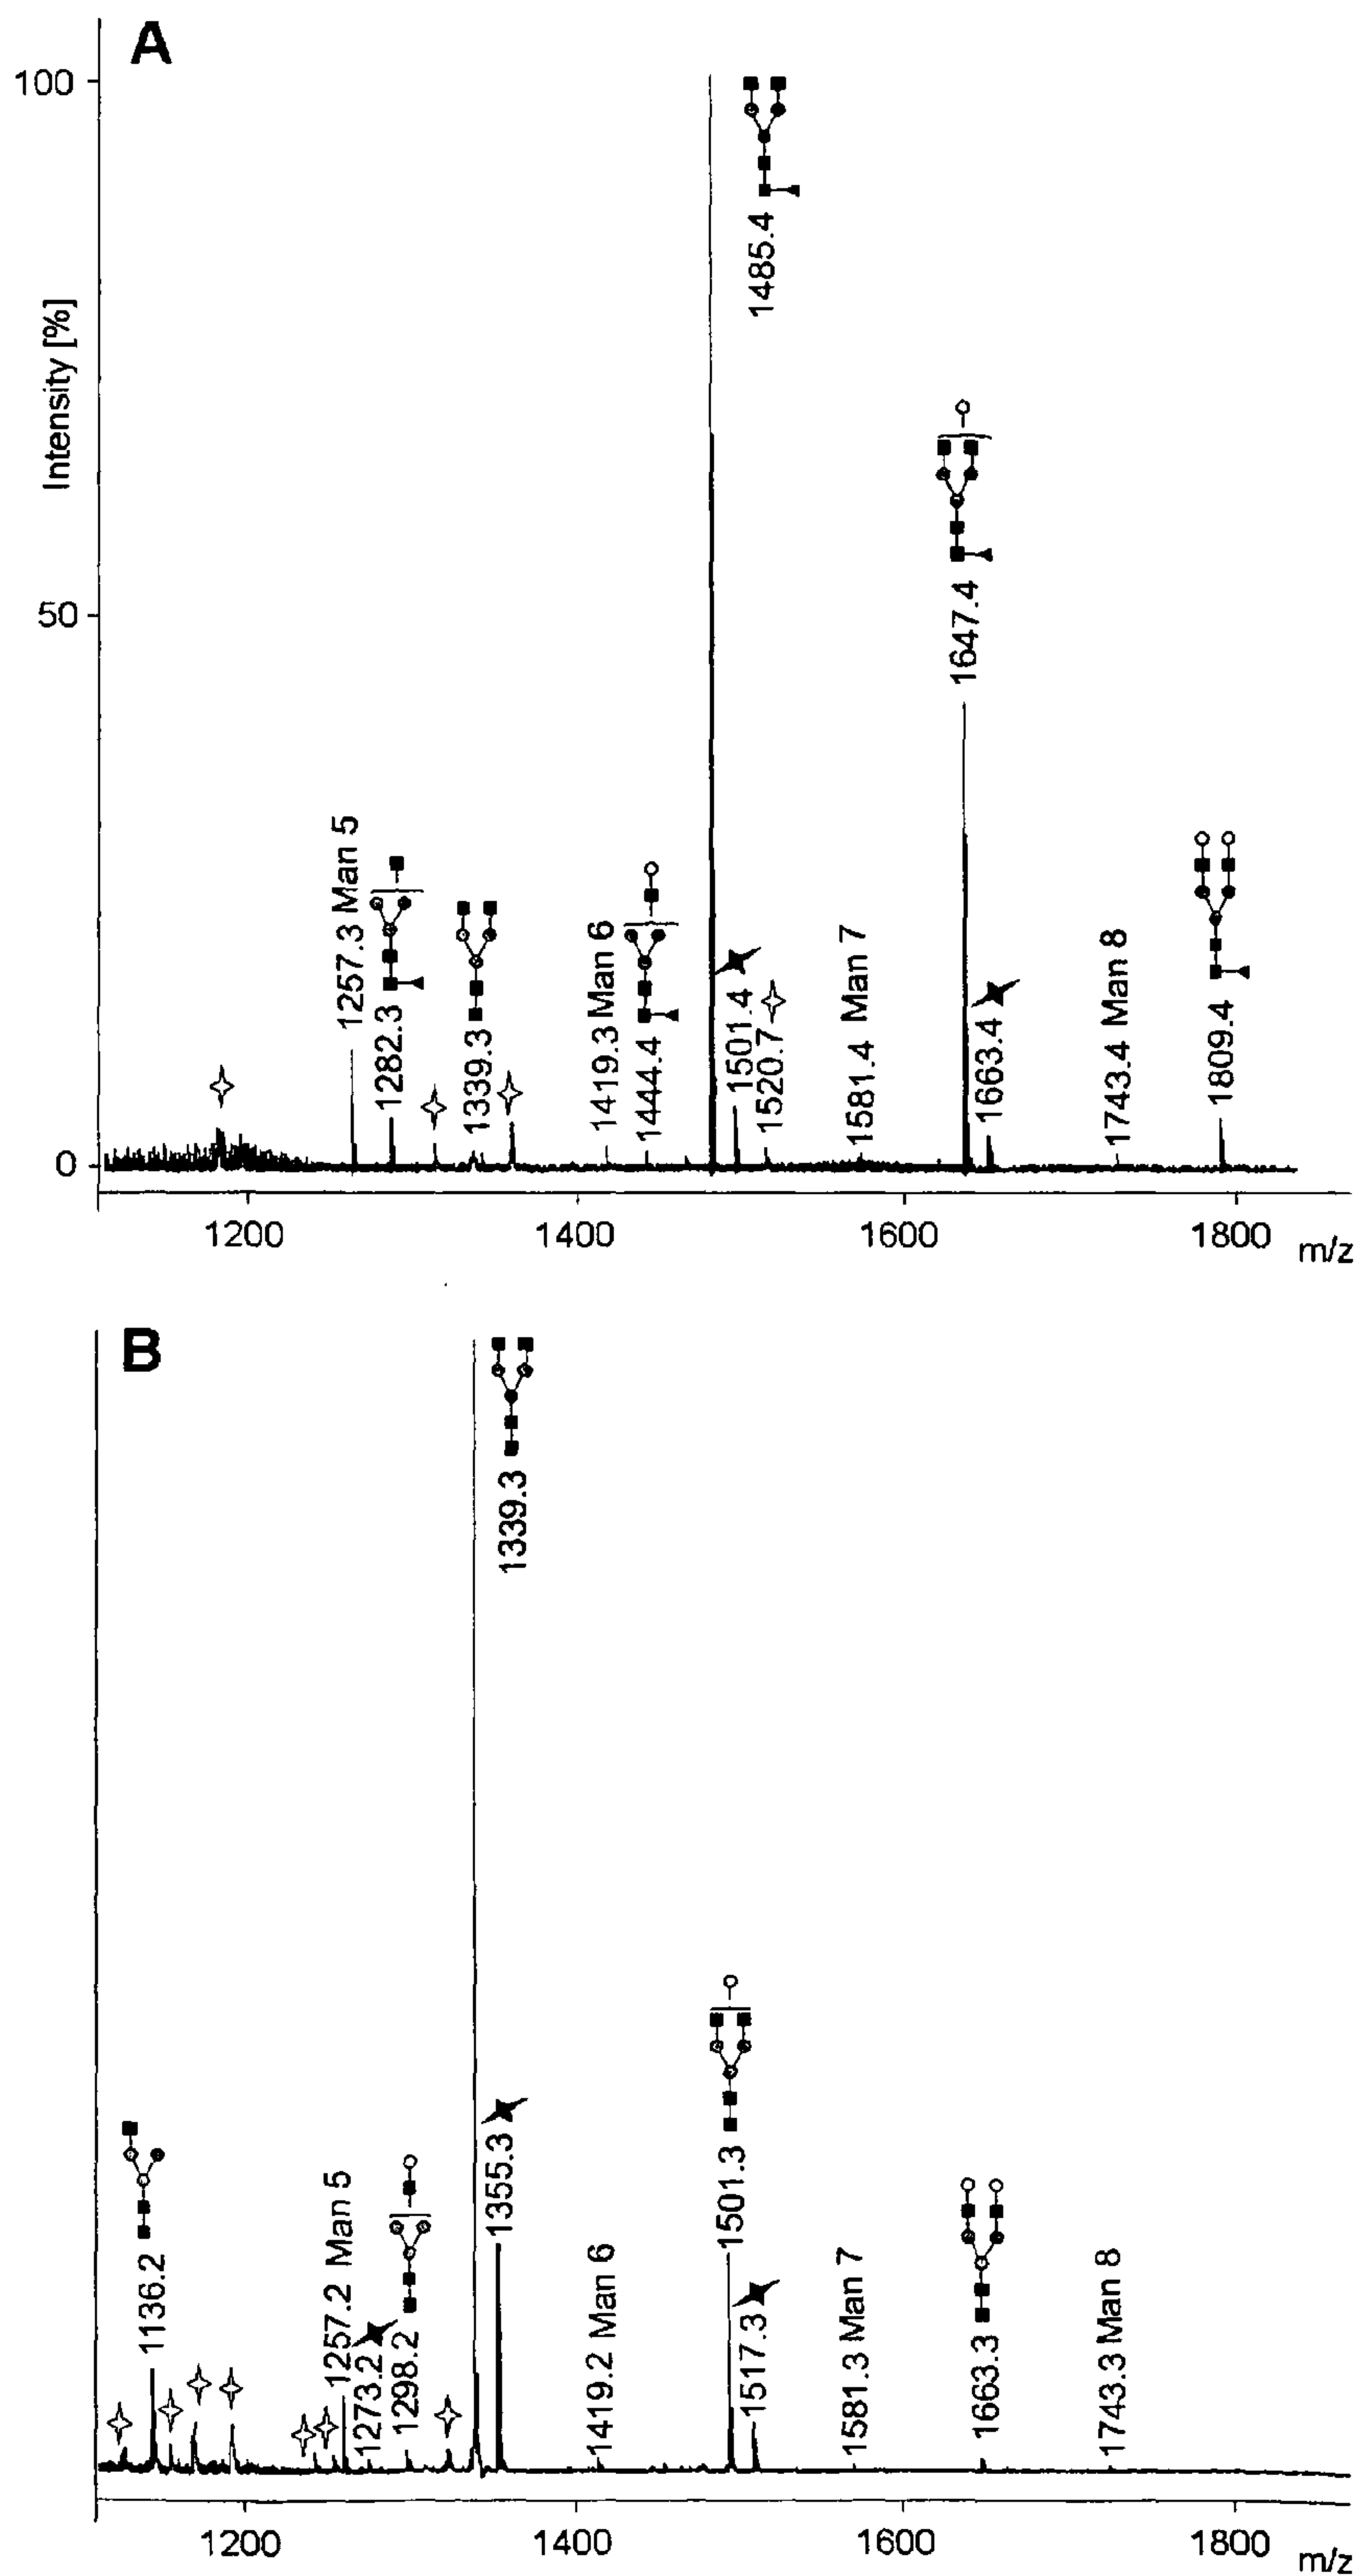 A
100
50
0
Intensity [%]
1257.3 Man 5
1282.3
1339.3
1419.3 Man 6
1444.4
1485.4
1501.4
1520.7
1581.4 Man 7
1647.4
1663.4
1743.4 Man 8
1809.4
1200
1400
1600
1800
m/z
B
1136.2
1257.2 Man 5
1273.2
1298.2
1339.3
1355.3
1419.2 Man 6
1501.3
1517.3
1581.3 Man 7
1663.3
1743.3 Man 8
1200
1400
1600
1800
m/z